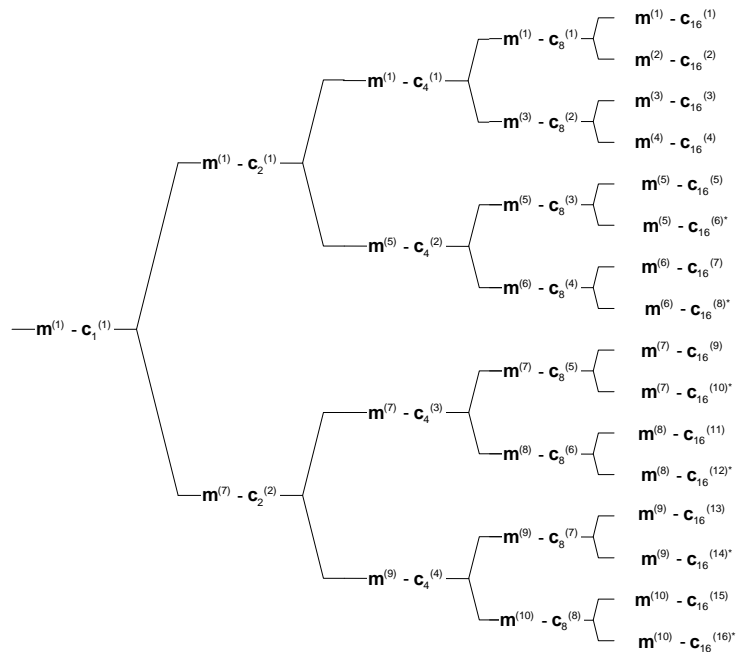 m(1) - c16(1)
m(1) - c8(1)
m(2) - c16(2)
m(1) - c4(1)
m(3) - c16(3)
m(3) - c8(2)
m(4) - c16(4)
m(1) - c2(1)
m(5) - c16(5)
m(5) - c8(3)
m(5) - c16(6)*
m(5) - c4(2)
m(6) - c16(7)
m(6) - c8(4)
m(6) - c16(8)*
m(1) - c1(1)
m(7) - c16(9)
m(7) - c8(5)
m(7) - c16(10)*
m(7) - c4(3)
m(8) - c16(11)
m(8) - c8(6)
m(8) - c16(12)*
m(7) - c2(2)
m(9) - c16(13)
m(9) - c8(7)
m(9) - c16(14)*
m(9) - c4(4)
m(10) - c16(15)
m(10) - c8(8)
m(10) - c16(16)*